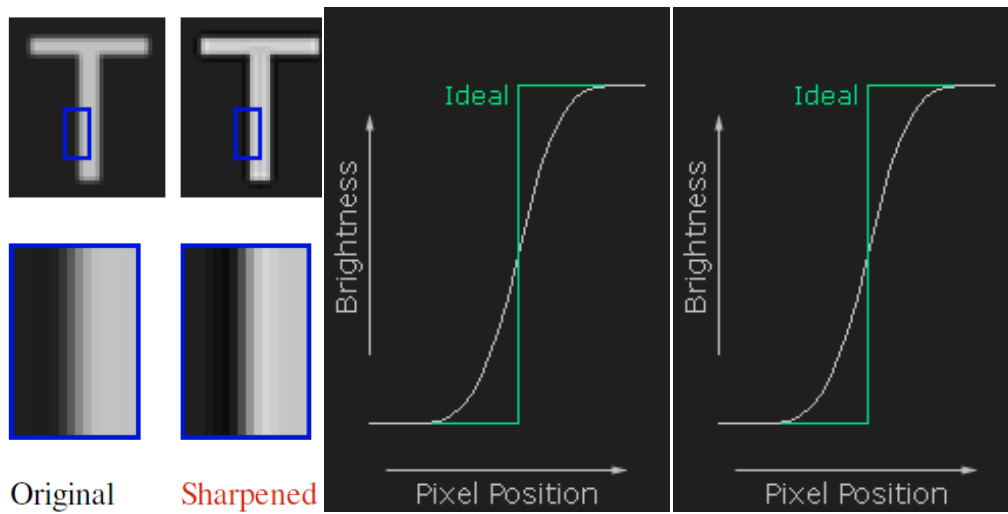 Original
Sharpened
Ideal
Brightness
Pixel Position
Ideal
Brightness
Pixel Position